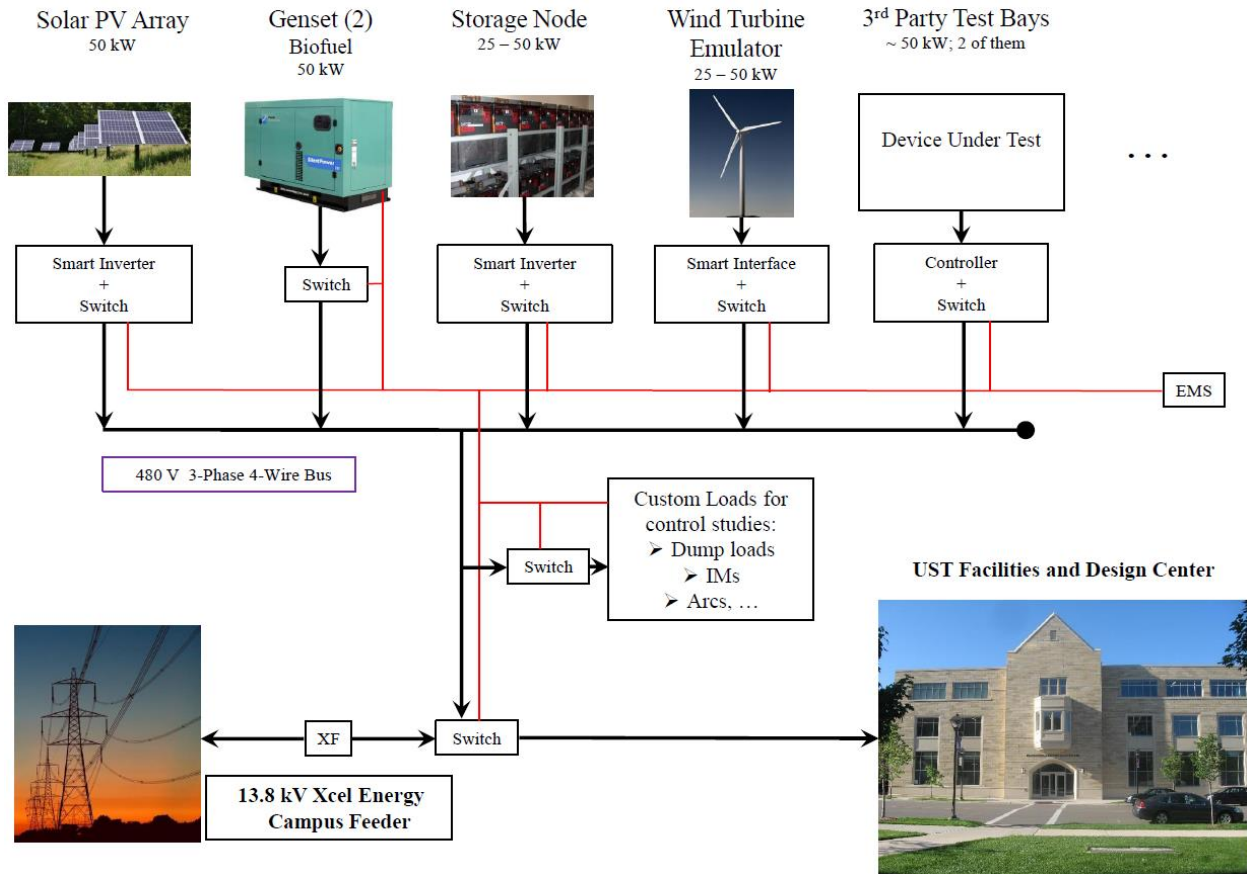 Solar PV Array
50 kW
Genset (2)
Biofuel
50 kW
Storage Node
25 – 50 kW
Wind Turbine
Emulator
25 – 50 kW
3rd Party Test Bays
~ 50 kW; 2 of them
Device Under Test
. . .
Smart Inverter
+
Switch
Switch
Smart Inverter
+
Switch
Smart Interface
+
Switch
Controller
+
Switch
EMS
480 V 3-Phase 4-Wire Bus
Custom Loads for
control studies:
➢ Dump loads
➢ IMs
➢ Arcs, …
Switch
UST Facilities and Design Center
XF
Switch
13.8 kV Xcel Energy
Campus Feeder